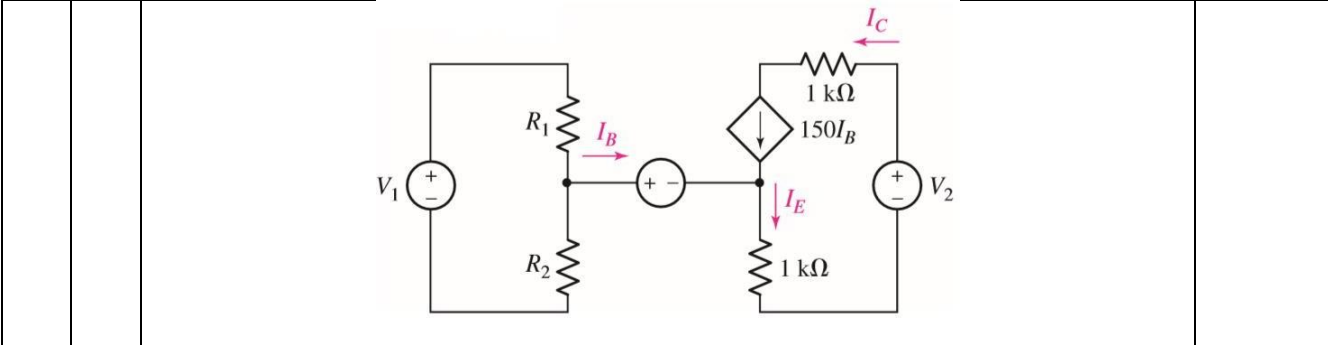 I_C
1 kΩ
R_1
I_B
150I_B
+
−
V_1
+ −
+
−
V_2
I_E
R_2
1 kΩ